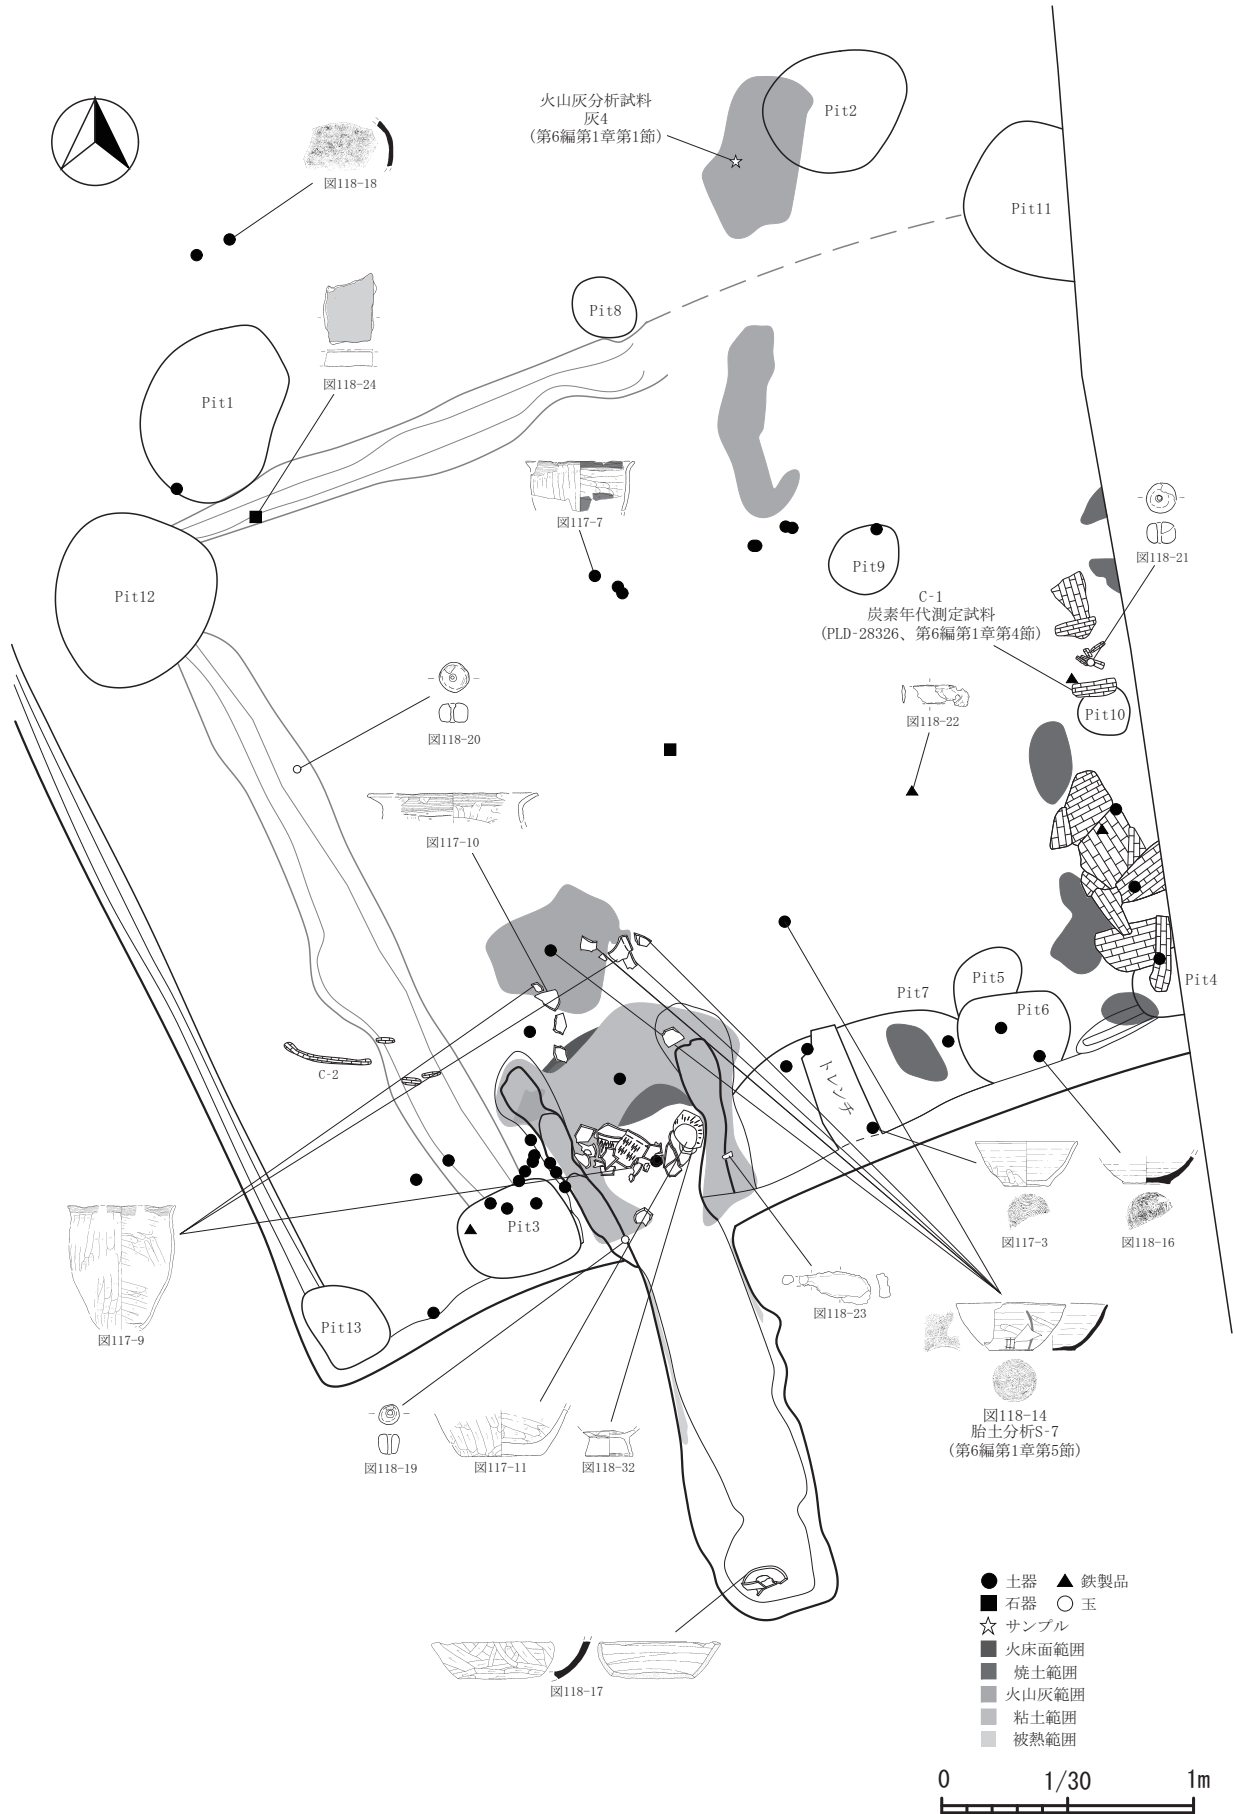 火山灰分析試料
灰4
(第6編第1章第1節)
Pit2
図118-18
Pit11
Pit8
図118-24
Pit1
図117-7
図118-21
Pit9
Pit12
C-1
炭素年代測定試料
(PLD-28326、第6編第1章第4節)
図118-20
図118-22
Pit10
図117-10
Pit5
Pit4
Pit7
Pit6
C-2
トレンチ
Pit3
図117-3
図118-16
図118-23
Pit13
図117-9
図118-14
胎土分析S-7
(第6編第1章第5節)
図118-19
図117-11
図118-32
図118-17
土器
鉄製品
石器
玉
サンプル
火床面範囲
焼土範囲
火山灰範囲
粘土範囲
被熱範囲
0 1/30 1m